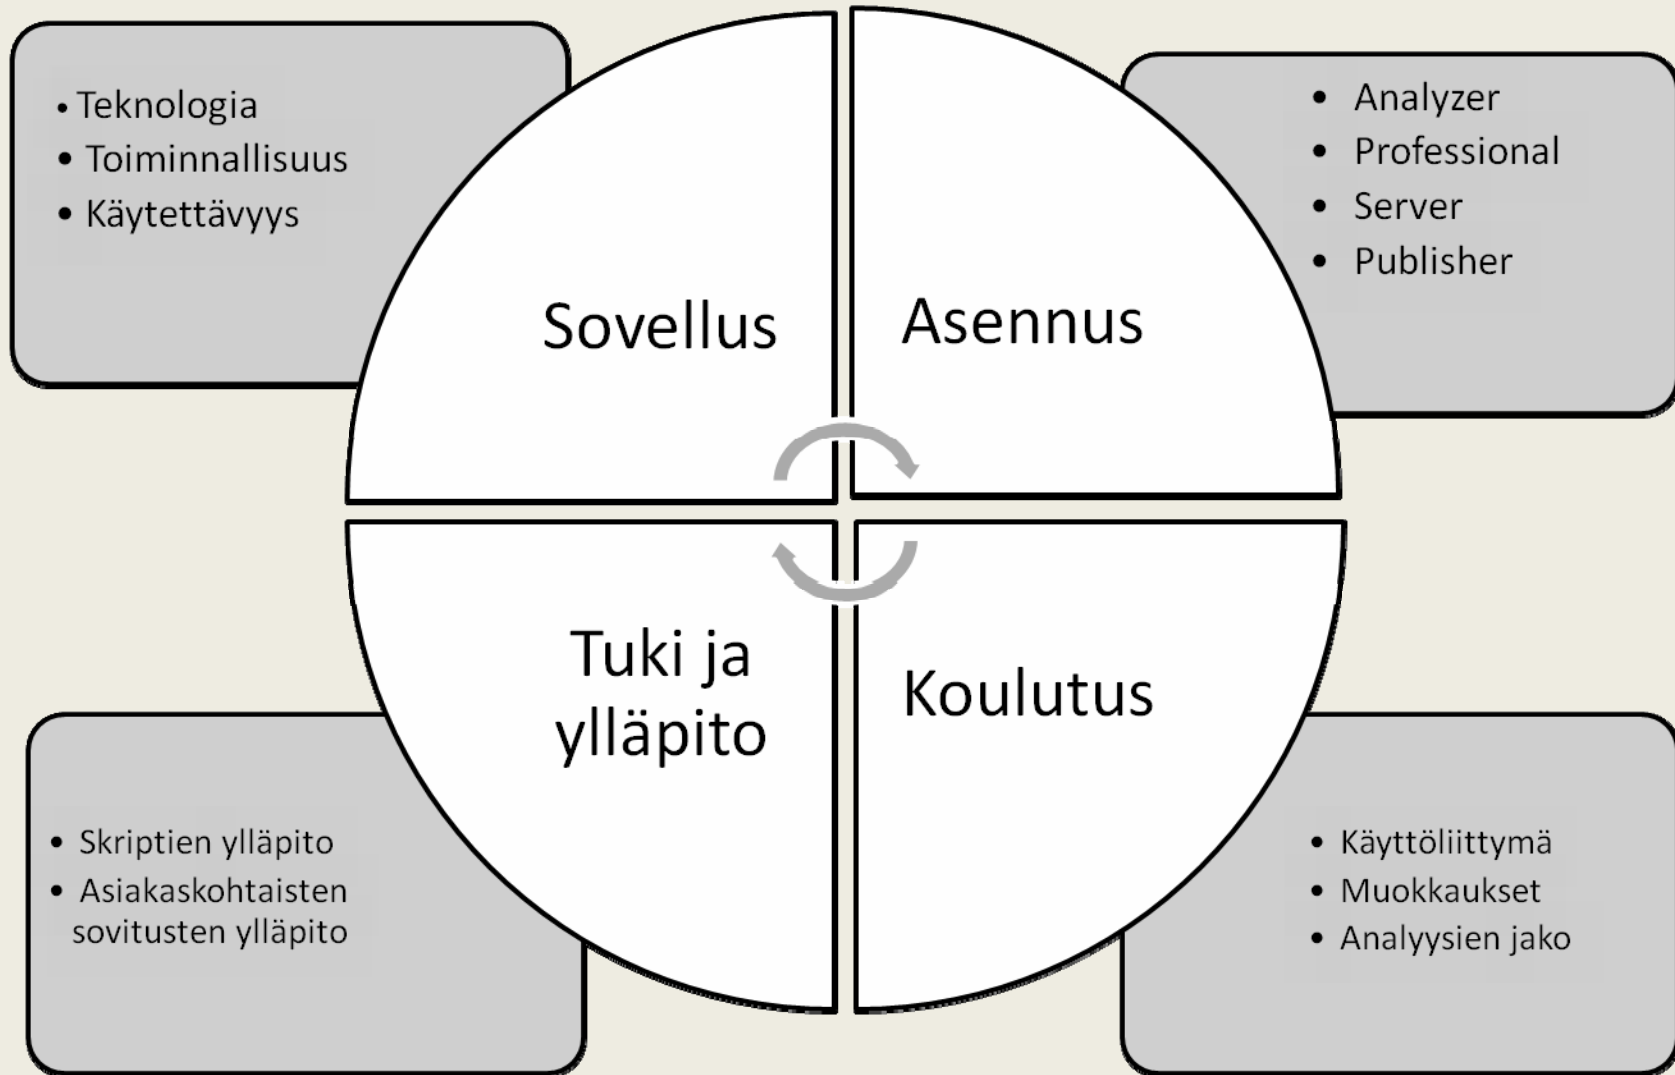 • Teknologia
• Toiminnallisuus
• Käytettävyys
Sovellus
Asennus
• Analyzer
• Professional
• Server
• Publisher
Tuki ja
ylläpito
Koulutus
• Skriptien ylläpito
• Asiakaskohtaisten
sovitusten ylläpito
• Käyttöliittymä
• Muokkaukset
• Analyysien jako